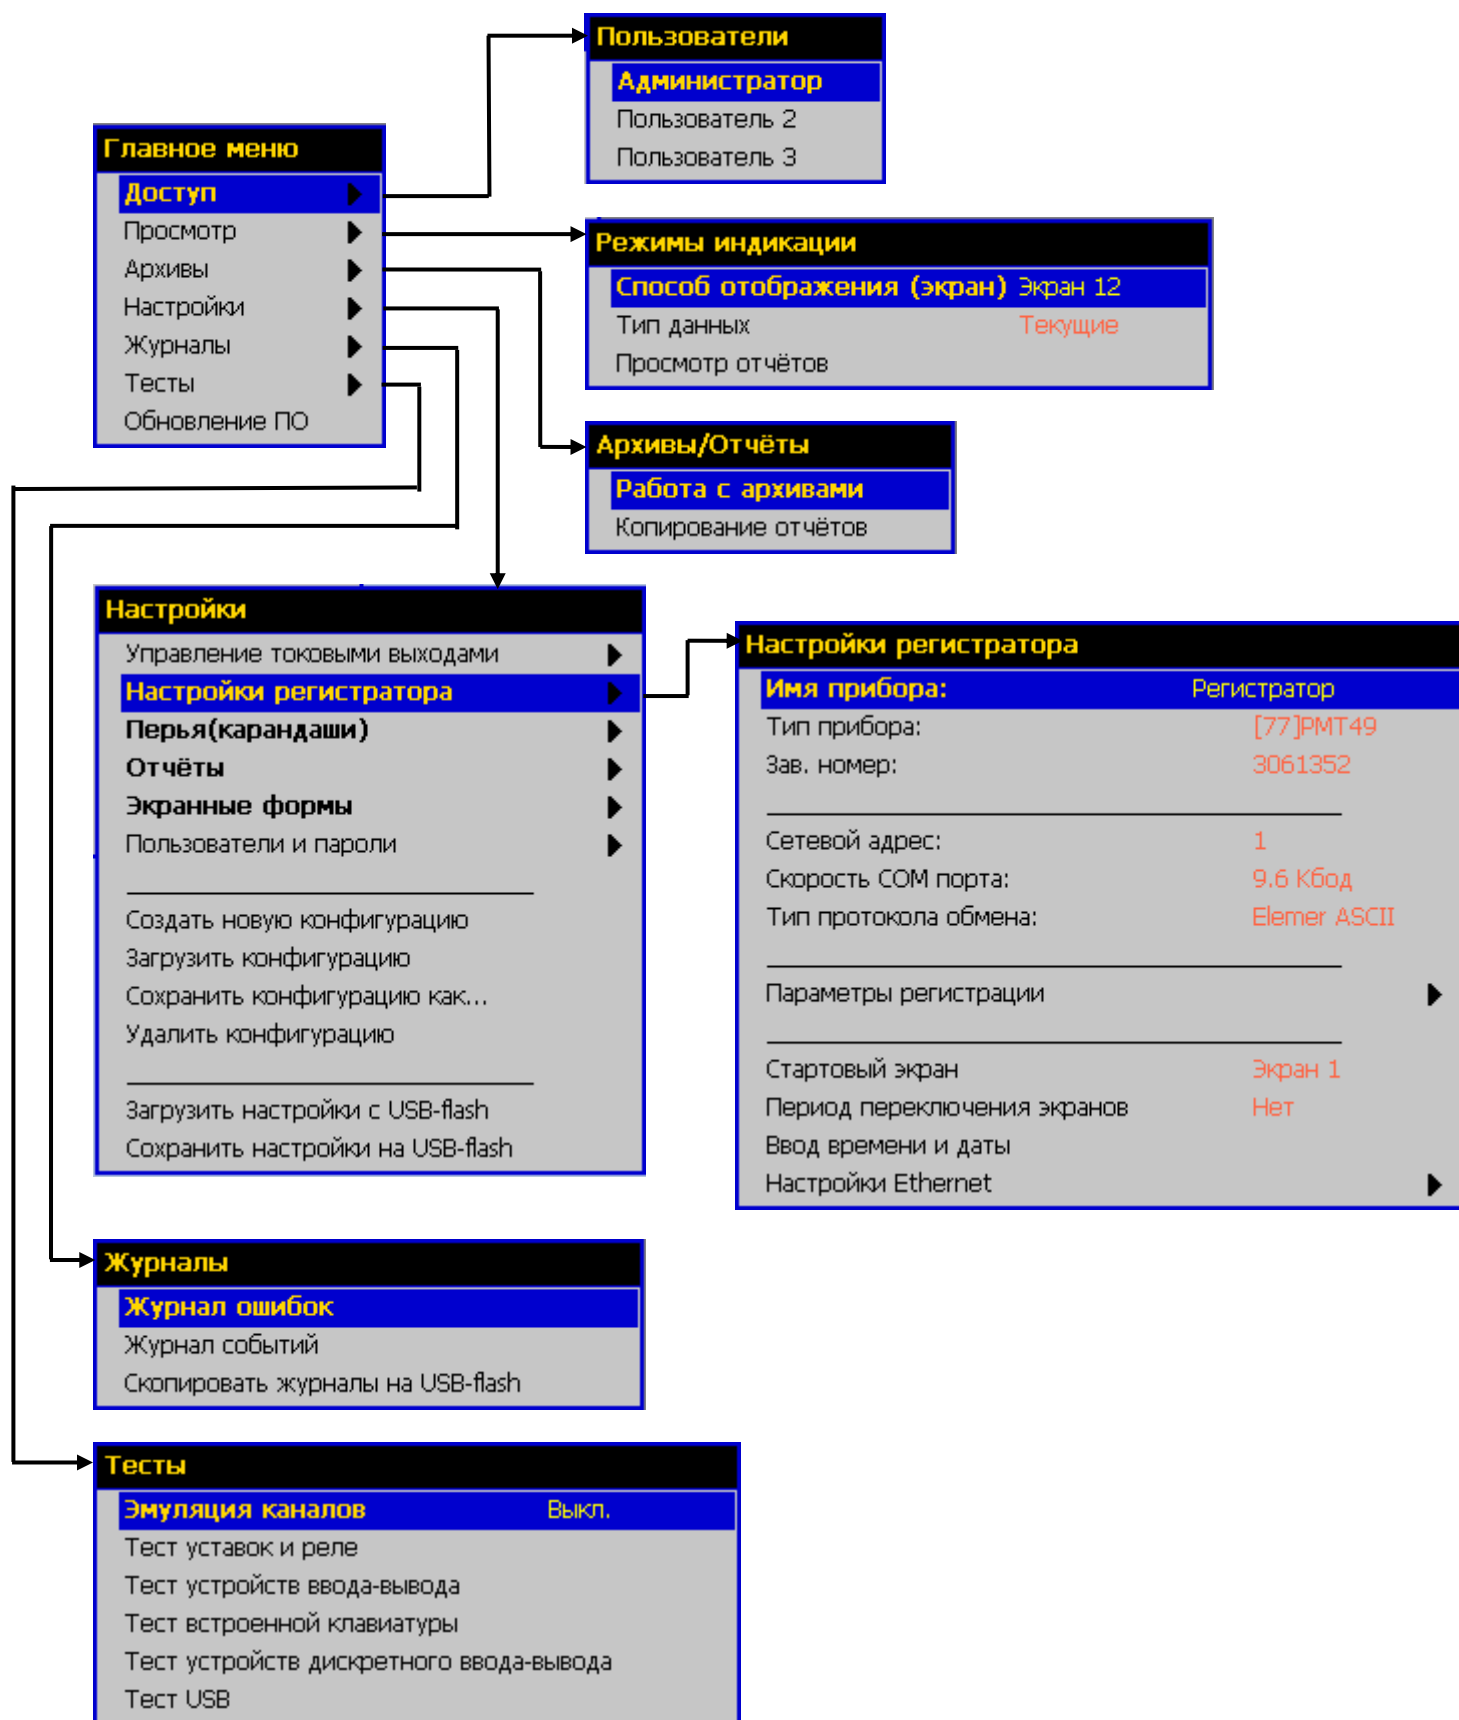 Пользователи
Администратор
Пользователь 2
Пользователь 3
Главное меню
Доступ
Просмотр
Архивы
Настройки
Журналы
Тесты
Обновление ПО
Режимы индикации
Способ отображения (экран) Экран 12
Тип данных Текущие
Просмотр отчётов
Архивы/Отчёты
Работа с архивами
Копирование отчётов
Настройки
Управление токовыми выходами
Настройки регистратора
Перья(карандаши)
Отчёты
Экранные формы
Пользователи и пароли
Создать новую конфигурацию
Загрузить конфигурацию
Сохранить конфигурацию как...
Удалить конфигурацию
Загрузить настройки с USB-flash
Сохранить настройки на USB-flash
Настройки регистратора
Имя прибора: Регистратор
Тип прибора: [77]РМТ49
Зав. номер: 3061352
Сетевой адрес: 1
Скорость COM порта: 9.6 Кбод
Тип протокола обмена: Elemer ASCII
Параметры регистрации
Стартовый экран Экран 1
Период переключения экранов Нет
Ввод времени и даты
Настройки Ethernet
Журналы
Журнал ошибок
Журнал событий
Скопировать журналы на USB-flash
Тесты
Эмуляция каналов Выкл.
Тест уставок и реле
Тест устройств ввода-вывода
Тест встроенной клавиатуры
Тест устройств дискретного ввода-вывода
Тест USB